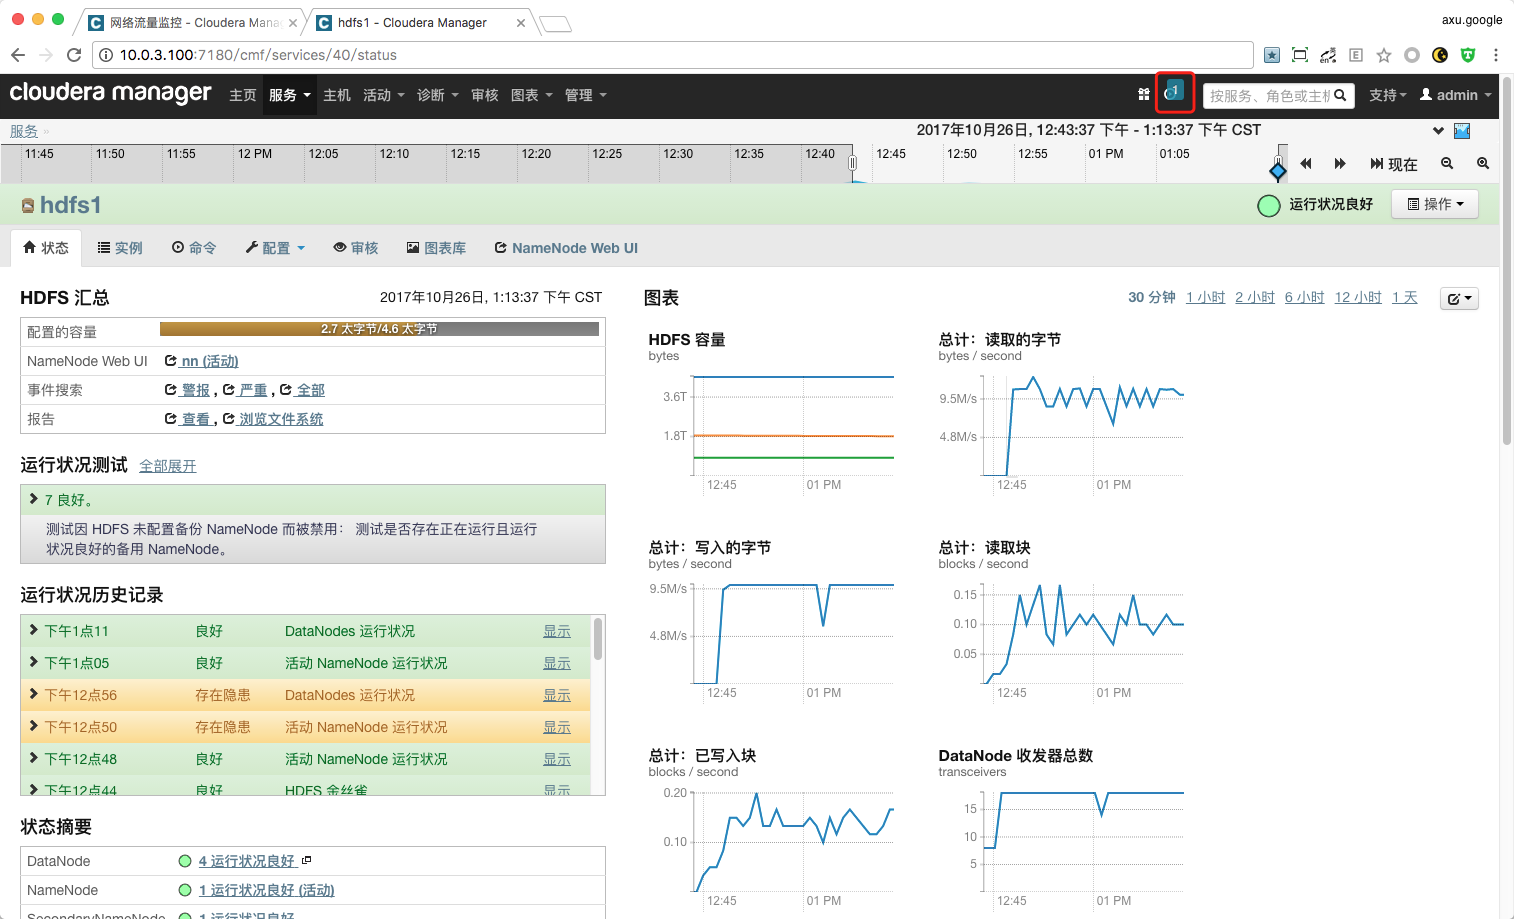 网络流量监控 - Cloudera Mana
hdfs1 - Cloudera Manager
axu.google
10.0.3.100:7180/cmf/services/40/status
cloudera manager
主页
服务
主机
活动
诊断
审核
图表
管理
1
按服务、角色或主机
支持
admin
服务 »
2017年10月26日, 12:43:37 下午 - 1:13:37 下午 CST
11:45
11:50
11:55
12 PM
12:05
12:10
12:15
12:20
12:25
12:30
12:35
12:40
12:45
12:50
12:55
01 PM
01:05
现在
hdfs1
运行状况良好
操作
状态
实例
命令
配置
审核
图表库
NameNode Web UI
HDFS 汇总
2017年10月26日, 1:13:37 下午 CST
配置的容量
2.7 太字节/4.6 太字节
NameNode Web UI
nn (活动)
事件搜索
警报 , 严重 , 全部
报告
查看 , 浏览文件系统
运行状况测试 全部展开
7 良好。
测试因 HDFS 未配置备份 NameNode 而被禁用： 测试是否存在正在运行且运行
状况良好的备用 NameNode。
运行状况历史记录
下午1点11 良好 DataNodes 运行状况 显示
下午1点05 良好 活动 NameNode 运行状况 显示
下午12点56 存在隐患 DataNodes 运行状况 显示
下午12点50 存在隐患 活动 NameNode 运行状况 显示
下午12点48 良好 活动 NameNode 运行状况 显示
下午12点44 良好 HDFS 金丝雀 显示
状态摘要
DataNode
4 运行状况良好
NameNode
1 运行状况良好 (活动)
SecondaryNameNode
1 运行状况良好
图表
30 分钟 1 小时 2 小时 6 小时 12 小时 1 天
HDFS 容量
bytes
3.6T
1.8T
12:45
01 PM
总计：读取的字节
bytes / second
9.5M/s
4.8M/s
12:45
01 PM
总计：写入的字节
bytes / second
9.5M/s
4.8M/s
12:45
01 PM
总计：读取块
blocks / second
0.15
0.10
0.05
12:45
01 PM
总计：已写入块
blocks / second
0.20
0.10
12:45
01 PM
DataNode 收发器总数
transceivers
15
10
5
12:45
01 PM